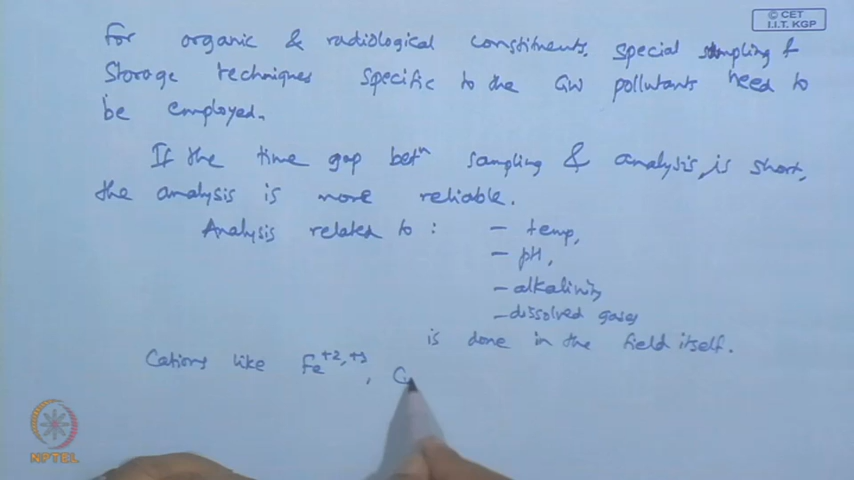 © CET
I.I.T. KGP
For organic & radiological constituents, special sampling &
Storage techniques specific to the GW pollutants need to
be employed.
If the time gap betⁿ sampling & analysis, is short,
the analysis is more reliable.
Analysis related to : – temp,
– pH,
– alkalinity
– dissolved gases
is done in the field itself.
Cations like Fe⁺²,⁺³, C
NPTEL